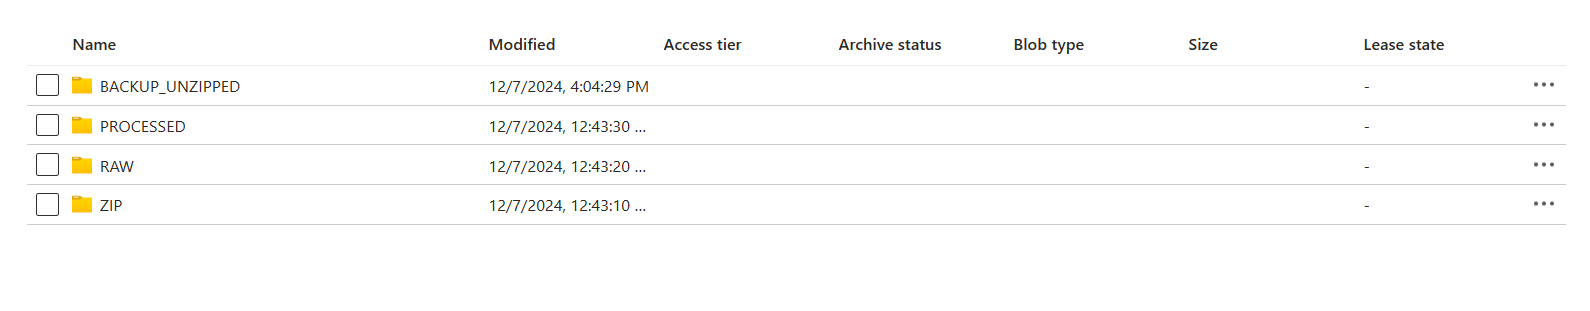 Name Modified Access tier Archive status Blob type Size Lease state
BACKUP_UNZIPPED 12/7/2024, 4:04:29 PM - •••
PROCESSED 12/7/2024, 12:43:30 ... - •••
RAW 12/7/2024, 12:43:20 ... - •••
ZIP 12/7/2024, 12:43:10 ... - •••